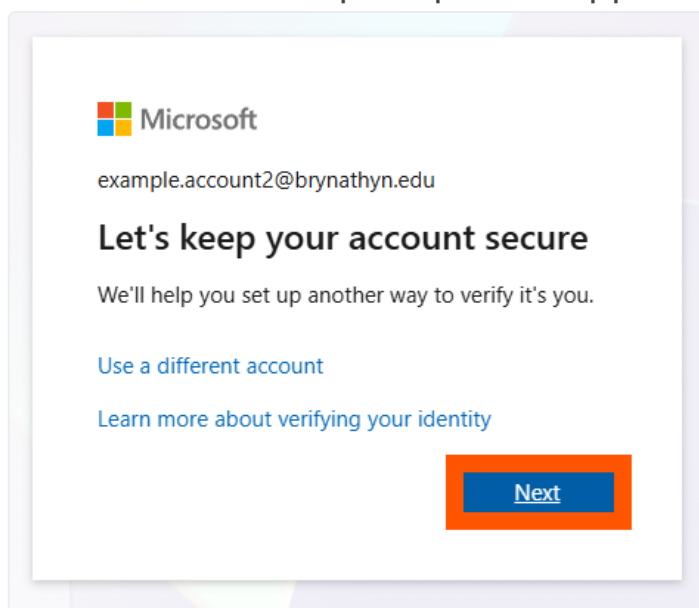 Microsoft
example.account2@brynathyn.edu
Let's keep your account secure
We'll help you set up another way to verify it's you.
Use a different account
Learn more about verifying your identity
Next